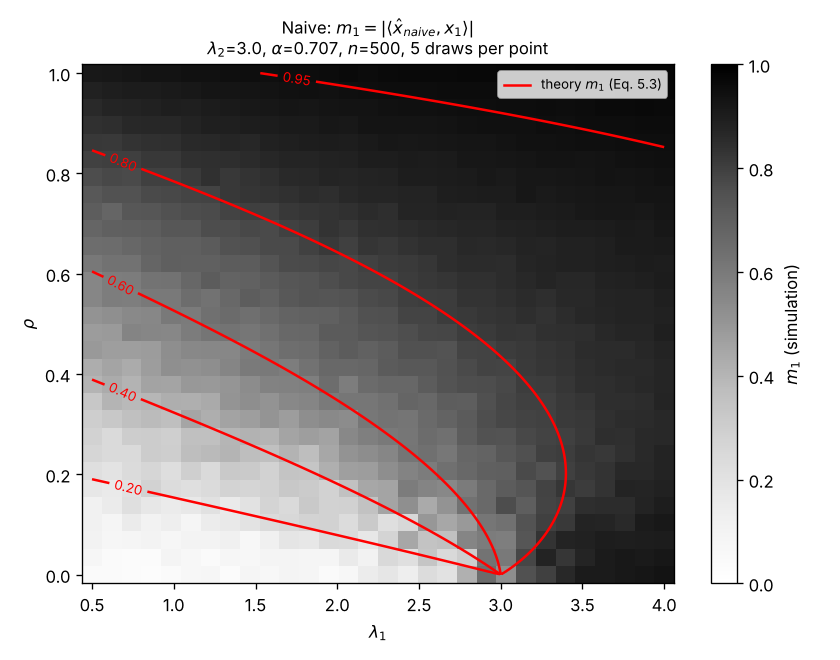 Naive: m₁ = |⟨x̂ₙₐᵢᵥₑ, x₁⟩|
λ₂=3.0, α=0.707, n=500, 5 draws per point
theory m₁ (Eq. 5.3)
0.95
0.80
0.60
0.40
0.20
1.0
0.8
0.6
0.4
0.2
0.0
ρ
0.5 1.0 1.5 2.0 2.5 3.0 3.5 4.0
λ₁
1.0
0.8
0.6
0.4
0.2
0.0
m₁ (simulation)